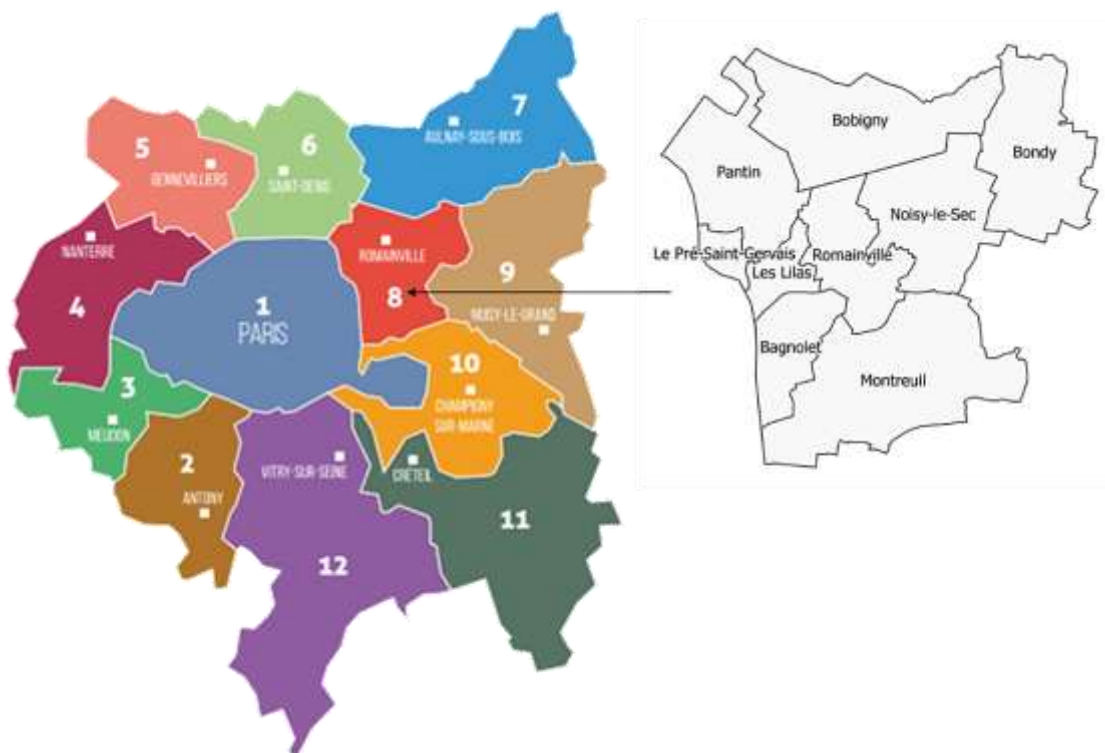 7
AULNAY-SOUS-BOIS
5
GENNEVILLIERS
6
SAINT-DENIS
NANTERRE
4
ROMAINVILLE
8
9
NOISY-LE-GRAND
1
PARIS
10
CHAMPIGNY
SUR-MARNE
3
MEUDON
2
ANTONY
VITRY-SUR-SEINE
CRÉTEIL
11
12
Bobigny
Bondy
Pantin
Noisy-le-Sec
Le Pré-Saint-Gervais
Romainville
Les Lilas
Bagnolet
Montreuil